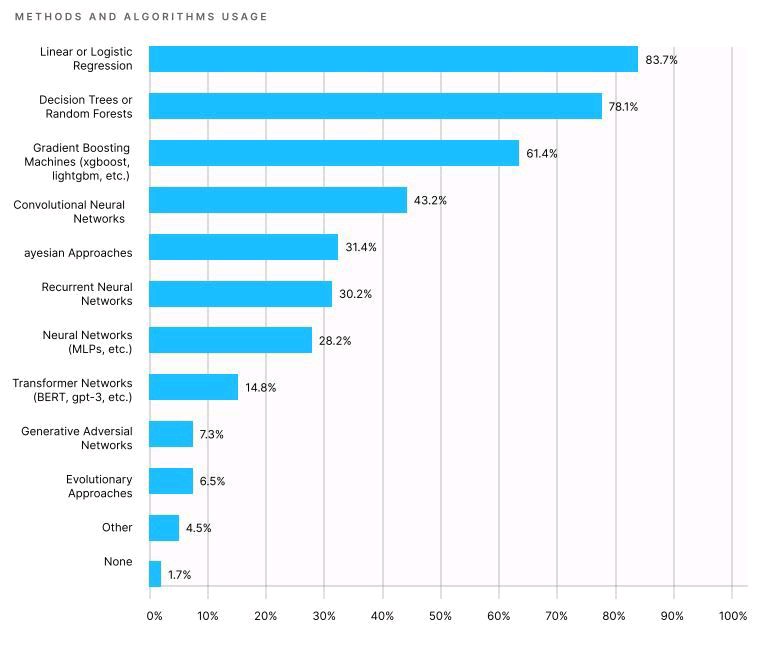 METHODS AND ALGORITHMS USAGE
Linear or Logistic
Regression
83.7%
Decision Trees or
Random Forests
78.1%
Gradient Boosting
Machines (xgboost,
lightgbm, etc.)
61.4%
Convolutional Neural
Networks
43.2%
ayesian Approaches
31.4%
Recurrent Neural
Networks
30.2%
Neural Networks
(MLPs, etc.)
28.2%
Transformer Networks
(BERT, gpt-3, etc.)
14.8%
Generative Adversial
Networks
7.3%
Evolutionary
Approaches
6.5%
Other
4.5%
None
1.7%
0% 10% 20% 30% 40% 50% 60% 70% 80% 90% 100%